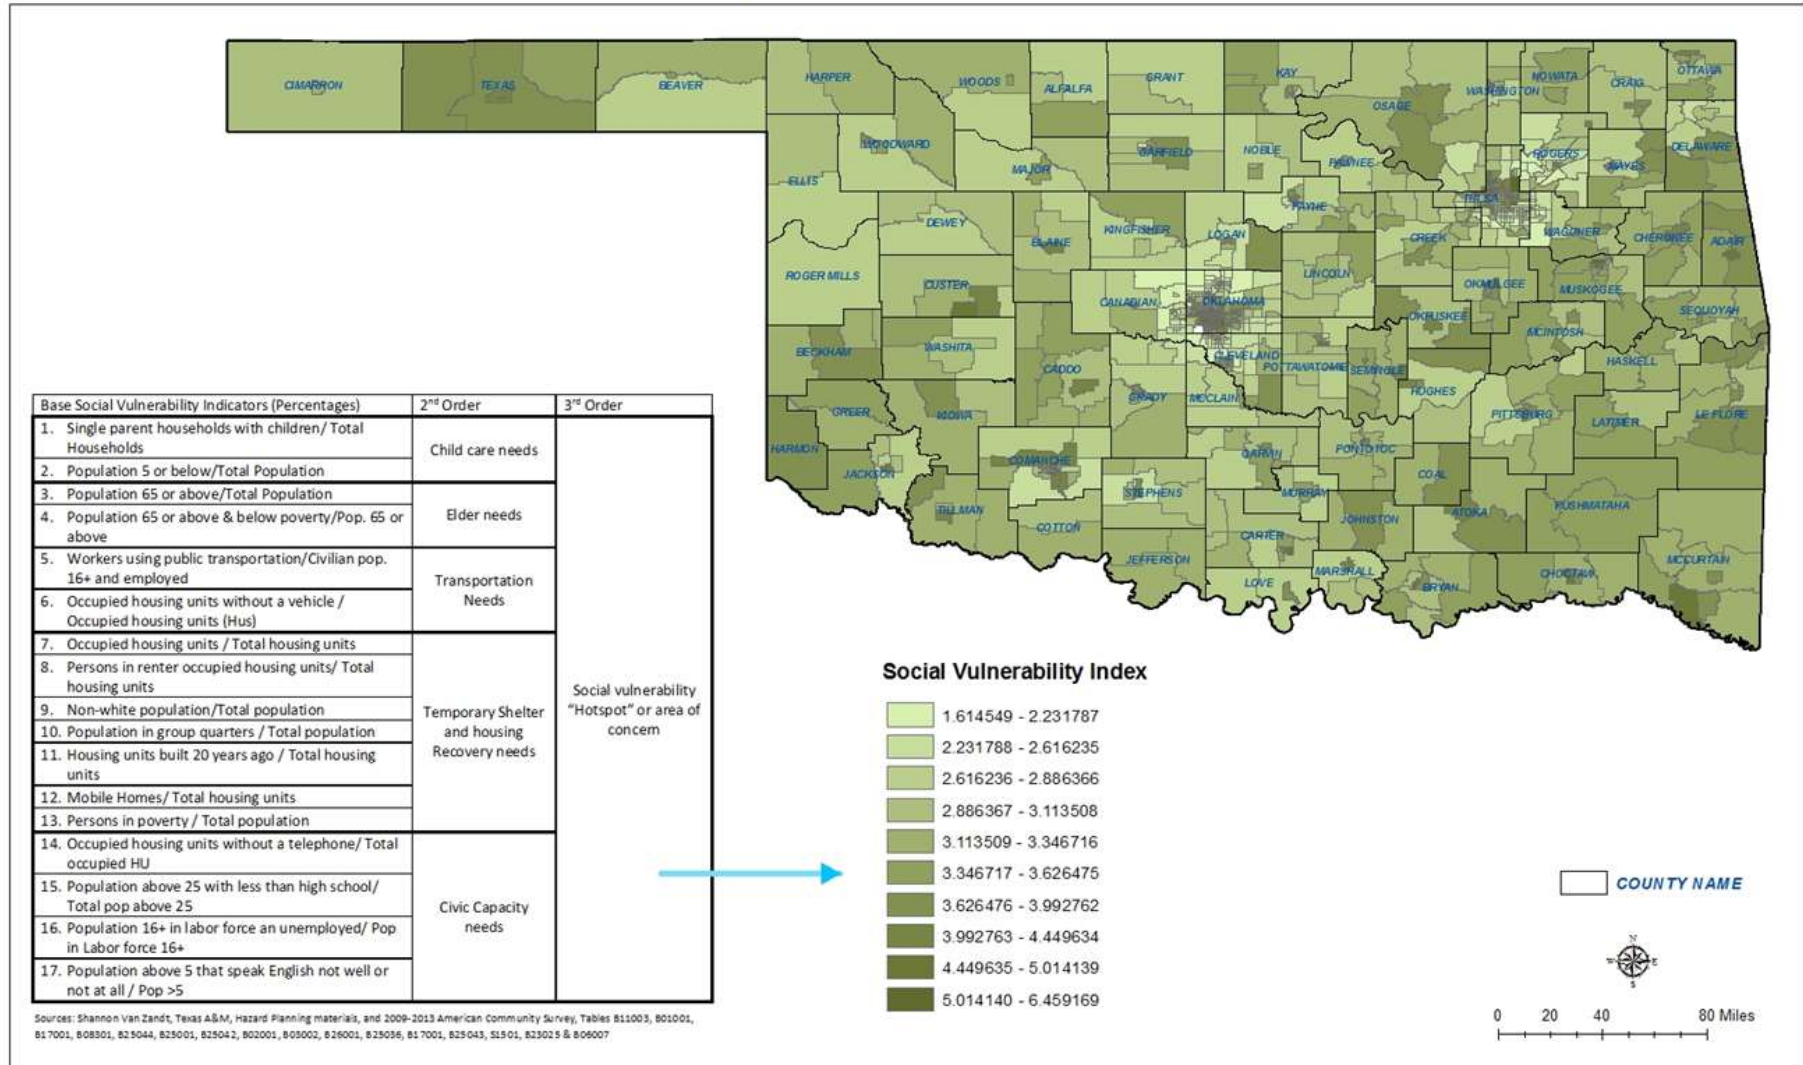 CIMARRON
TEXAS
BEAVER
HARPER
WOODS
ALFALFA
GRANT
KAY
OSAGE
WASHINGTON
NOWATA
CRAIG
OTTAWA
WOODWARD
ELLIS
MAJOR
GARFIELD
NOBLE
PAWNEE
ROGERS
MAYES
DELAWARE
TULSA
DEWEY
BLAINE
KINGFISHER
LOGAN
PAYNE
CREEK
WAGONER
CHEROKEE
ADAIR
ROGER MILLS
CUSTER
CANADIAN
OKLAHOMA
LINCOLN
OKMULGEE
MUSKOGEE
SEQUOYAH
OKFUSKEE
MCINTOSH
BECKHAM
WASHITA
CADDO
CLEVELAND
POTTAWATOMIE
SEMINOLE
HUGHES
HASKELL
GREER
KIOWA
GRADY
MCCLAIN
PITTSBURG
LATIMER
LE FLORE
HARMON
JACKSON
COMANCHE
GARVIN
PONTOTOC
COAL
STEPHENS
MURRAY
TILLMAN
COTTON
JOHNSTON
ATOKA
PUSHMATAHA
JEFFERSON
CARTER
LOVE
MARSHALL
BRYAN
CHOCTAW
MCCURTAIN
Base Social Vulnerability Indicators (Percentages)
2nd Order
3rd Order
1. Single parent households with children/ Total
Households
2. Population 5 or below/Total Population
Child care needs
3. Population 65 or above/Total Population
4. Population 65 or above & below poverty/Pop. 65 or
above
Elder needs
5. Workers using public transportation/Civilian pop.
16+ and employed
6. Occupied housing units without a vehicle /
Occupied housing units (Hus)
Transportation
Needs
7. Occupied housing units / Total housing units
8. Persons in renter occupied housing units/ Total
housing units
9. Non-white population/Total population
10. Population in group quarters / Total population
11. Housing units built 20 years ago / Total housing
units
12. Mobile Homes/ Total housing units
13. Persons in poverty / Total population
Temporary Shelter
and housing
Recovery needs
14. Occupied housing units without a telephone/ Total
occupied HU
15. Population above 25 with less than high school/
Total pop above 25
16. Population 16+ in labor force an unemployed/ Pop
in Labor force 16+
17. Population above 5 that speak English not well or
not at all / Pop >5
Civic Capacity
needs
Social vulnerability
"Hotspot" or area of
concern
Sources: Shannon Van Zandt, Texas A&M, Hazard Planning materials, and 2009-2013 American Community Survey, Tables B11003, B01001,
B17001, B08301, B25044, B25001, B25042, B02001, B03002, B26001, B25036, B17001, B25043, S1501, B23025 & B06007
Social Vulnerability Index
1.614549 - 2.231787
2.231788 - 2.616235
2.616236 - 2.886366
2.886367 - 3.113508
3.113509 - 3.346716
3.346717 - 3.626475
3.626476 - 3.992762
3.992763 - 4.449634
4.449635 - 5.014139
5.014140 - 6.459169
COUNTY NAME
N
W E
S
0 20 40 80 Miles